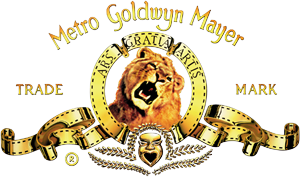 Metro Goldwyn Mayer
ARS GRATIA ARTIS
TRADE MARK
®